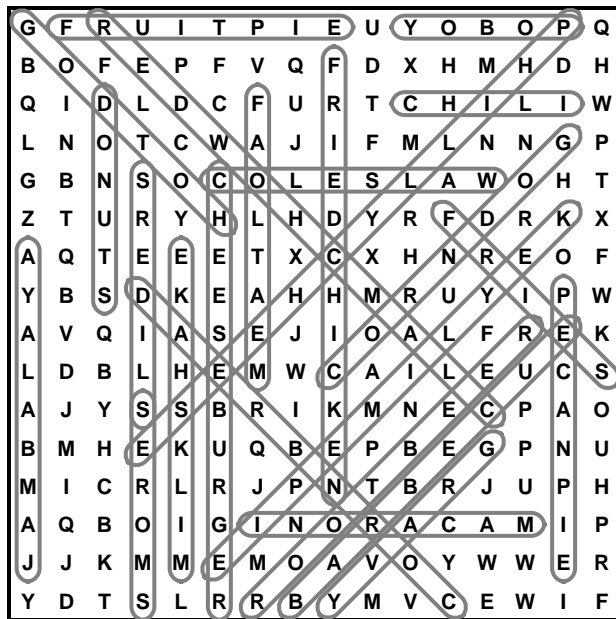 G F R U I T P I E U Y O B O P Q
B O F E P F V Q F D X H M H D H
Q I D L D C F U R T C H I L I W
L N O T C W A J I F M L N N G P
G B N S O C O L E S L A W O H T
Z T U R Y H L H D Y R F D R K X
A Q T E E E T X C X H N R E O F
Y B S D K E A H H M R U Y I P W
A V Q I A S E J I O A L F R E K
L D B L H E M W C A I L E U C S
A J Y S S B R I K M N E C P A O
B M H E K U Q B E P B E G P N U
M I C R L R J P N T B R J U P H
A Q B O I G I N O R A C A M I P
J J K M M E M O A V O Y W W E R
Y D T S L R R B Y M V C E W I F